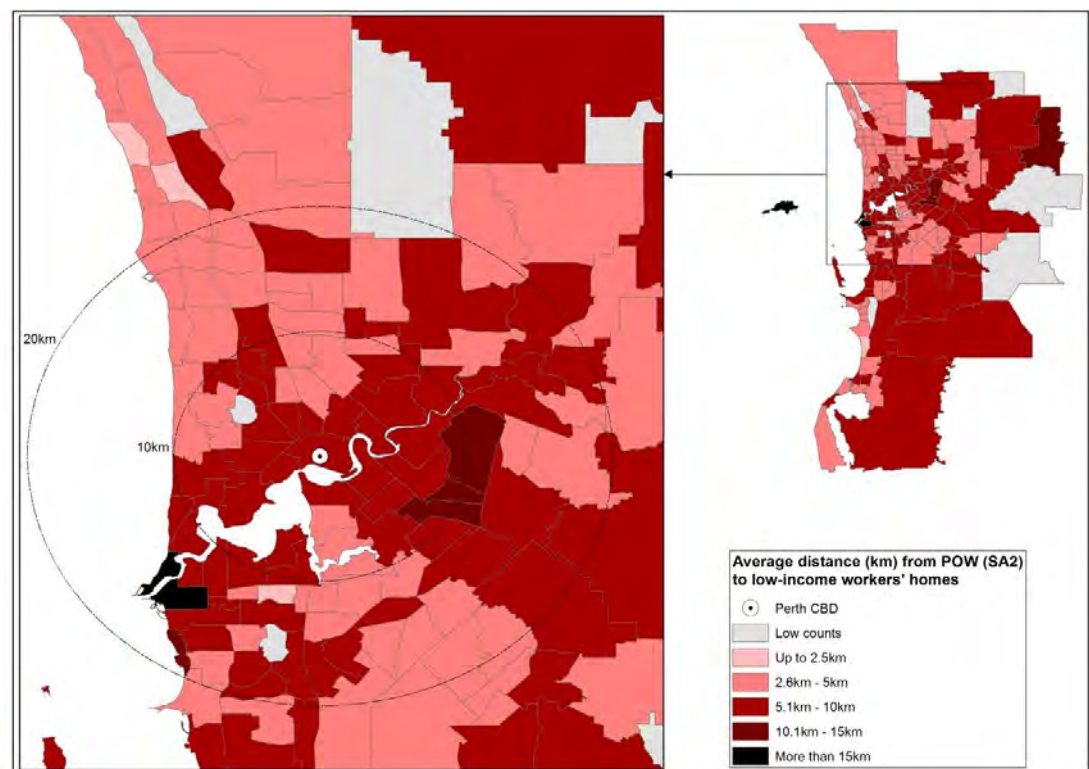 20km
10km
Average distance (km) from POW (SA2)
to low-income workers' homes
Perth CBD
Low counts
Up to 2.5km
2.6km - 5km
5.1km - 10km
10.1km - 15km
More than 15km